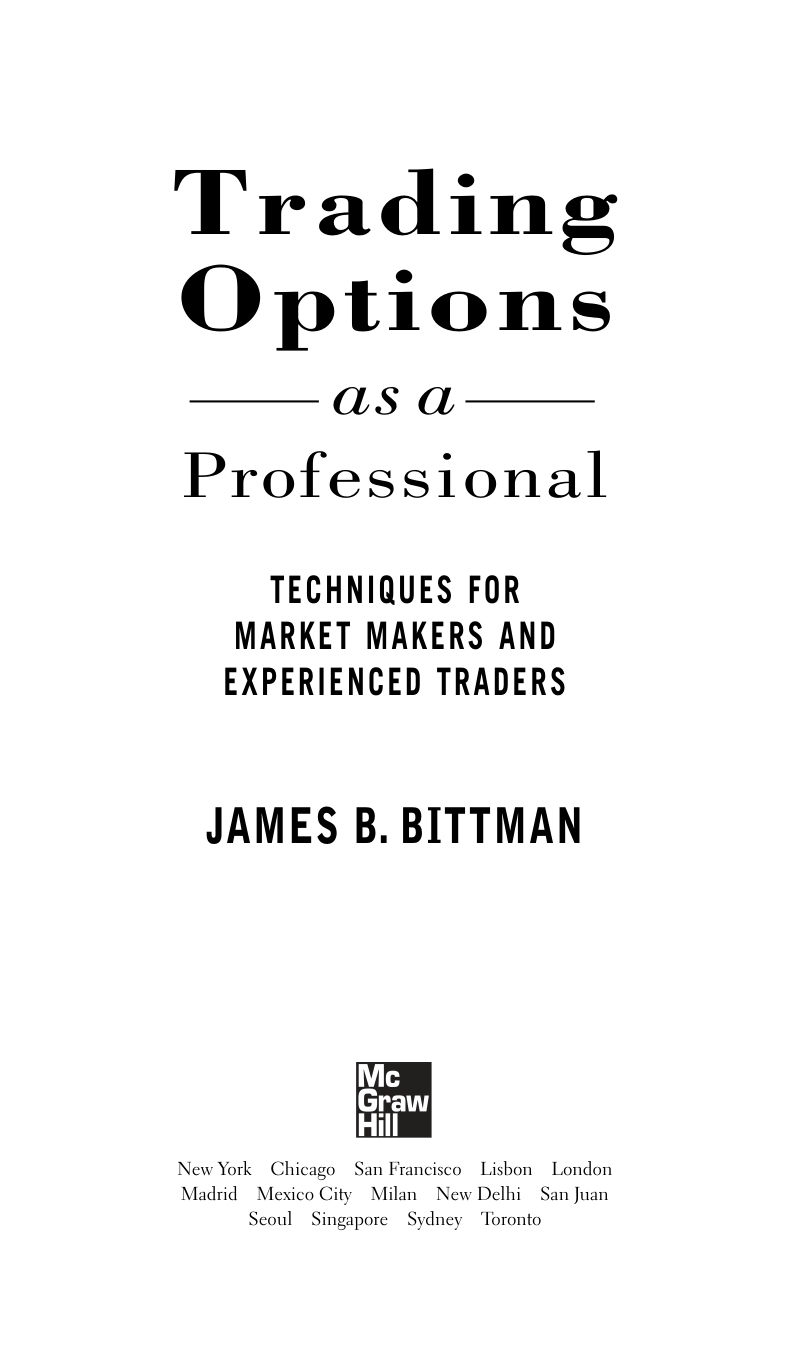 Trading
Options
as a
Professional
TECHNIQUES FOR
MARKET MAKERS AND
EXPERIENCED TRADERS
JAMES B. BITTMAN
Mc
Graw
Hill
New York Chicago San Francisco Lisbon London
Madrid Mexico City Milan New Delhi San Juan
Seoul Singapore Sydney Toronto